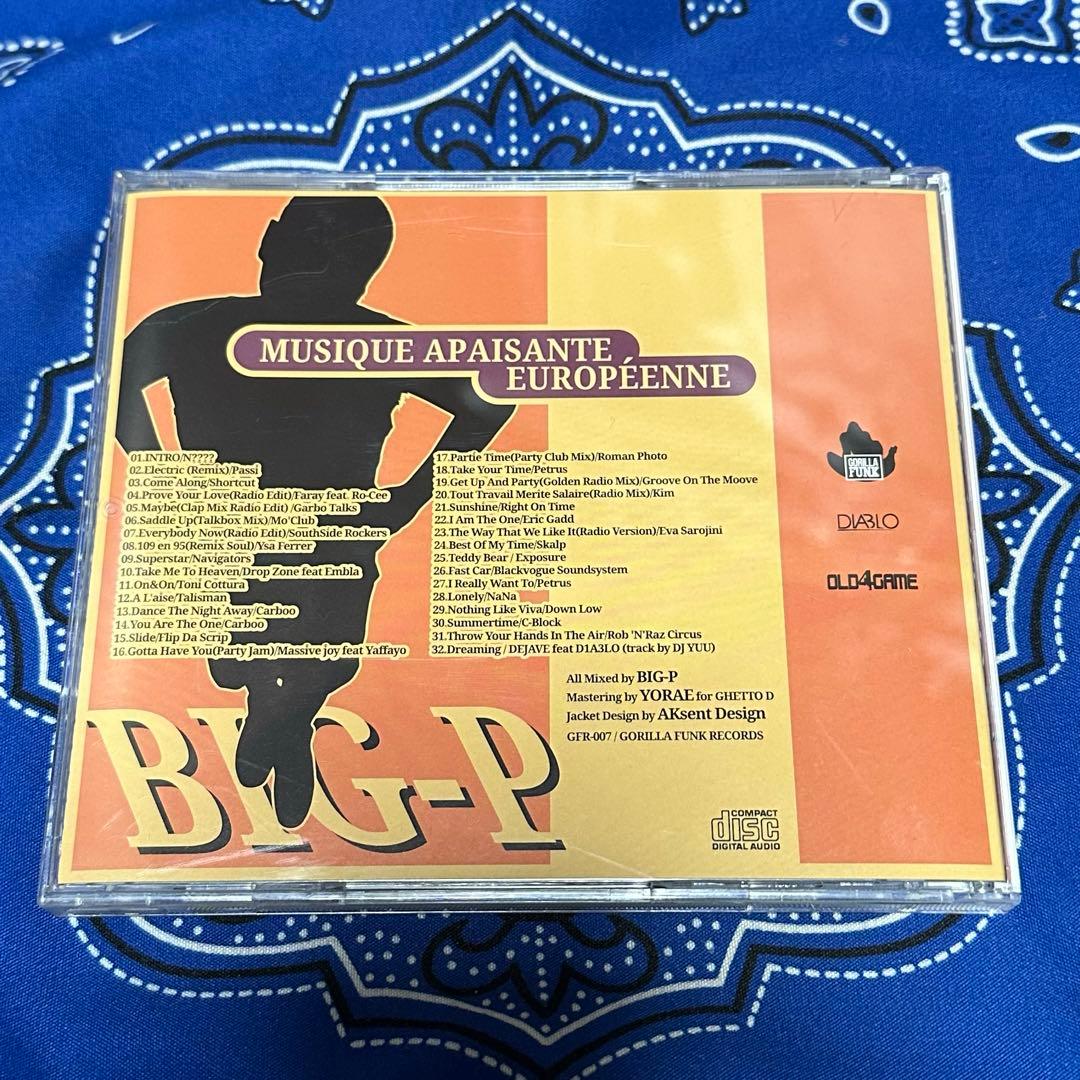 MUSIQUE APAISANTE
EUROPÉENNE
01.INTRO/N????
02.Electric (Remix)/Passi
03.Come Along/Shortcut
04.Prove Your Love(Radio Edit)/Faray feat. Ro-Cee
05.Maybe(Clap Mix Radio Edit) /Garbo Talks
06.Saddle Up(Talkbox Mix)/Mo'Club
07.Everybody Now(Radio Edit)/SouthSide Rockers
08.109 en 95(Remix Soul)/Ysa Ferrer
09.Superstar/Navigators
10.Take Me To Heaven/Drop Zone feat Embla
11.On&On/Toni Cottura
12.A L'aise/Talisman
13.Dance The Night Away/Carboo
14.You Are The One/Carboo
15.Slide/Flip Da Scrip
16.Gotta Have You(Party Jam)/Massive joy feat Yaffayo
17.Partie Time(Party Club Mix)/Roman Photo
18.Take Your Time/Petrus
19.Get Up And Party(Golden Radio Mix)/Groove On The Moove
20.Tout Travail Merite Salaire(Radio Mix)/Kim
21.Sunshine/Right On Time
22.I Am The One/Eric Gadd
23.The Way That We Like It(Radio Version)/Eva Sarojini
24.Best Of My Time/Skalp
25.Teddy Bear / Exposure
26.Fast Car/Blackvogue Soundsystem
27.I Really Want To/Petrus
28.Lonely/NaNa
29.Nothing Like Viva/Down Low
30.Summertime/C-Block
31.Throw Your Hands In The Air/Rob 'N'Raz Circus
32.Dreaming / DEJAVE feat D1A3LO (track by DJ YUU)
All Mixed by BIG-P
Mastering by YORAE for GHETTO D
Jacket Design by AKsent Design
GFR-007 / GORILLA FUNK RECORDS
BIG-P
COMPACT
disc
DIGITAL AUDIO
GORILLA
FUNK
D1A3LO
OLD4GAME